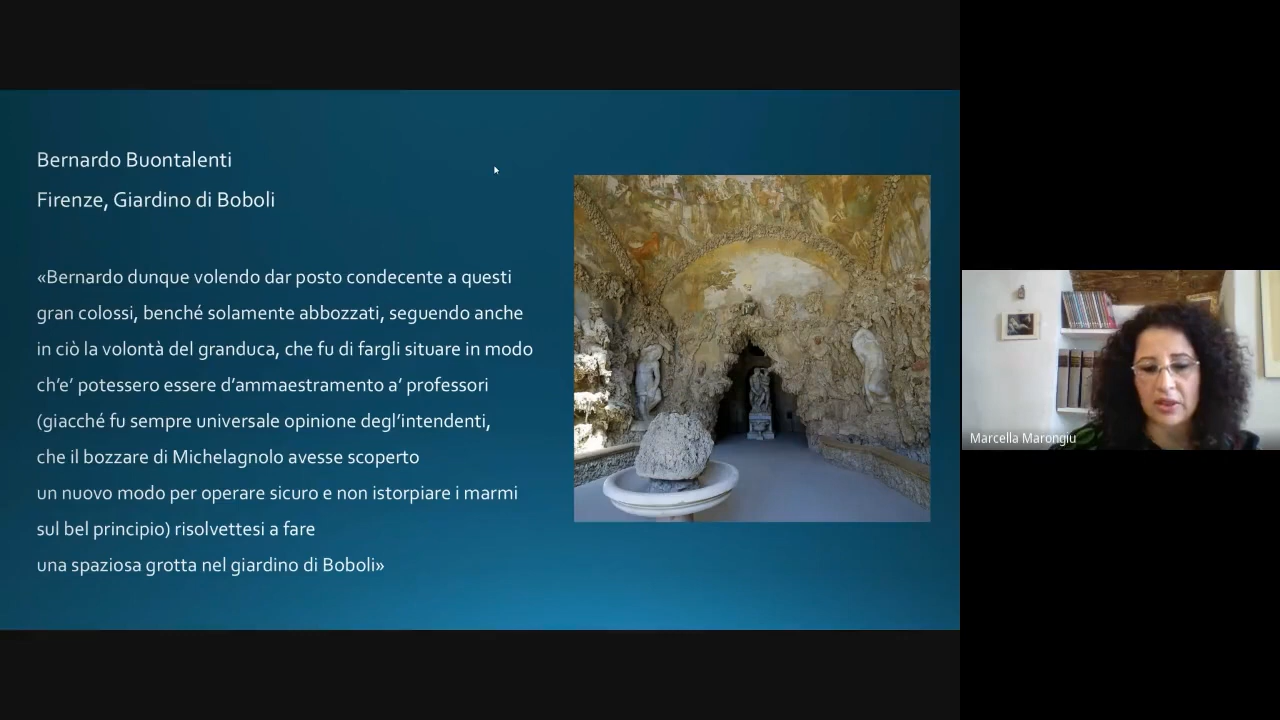 Bernardo Buontalenti
Firenze, Giardino di Boboli
«Bernardo dunque volendo dar posto condecente a questi
gran colossi, benché solamente abbozzati, seguendo anche
in ciò la volontà del granduca, che fu di fargli situare in modo
ch’e’ potessero essere d’ammaestramento a’ professori
(giacché fu sempre universale opinione degl’intendenti,
che il bozzare di Michelagnolo avesse scoperto
un nuovo modo per operare sicuro e non istorpiare i marmi
sul bel principio) risolvettesi a fare
una spaziosa grotta nel giardino di Boboli»
Marcella Marongiu